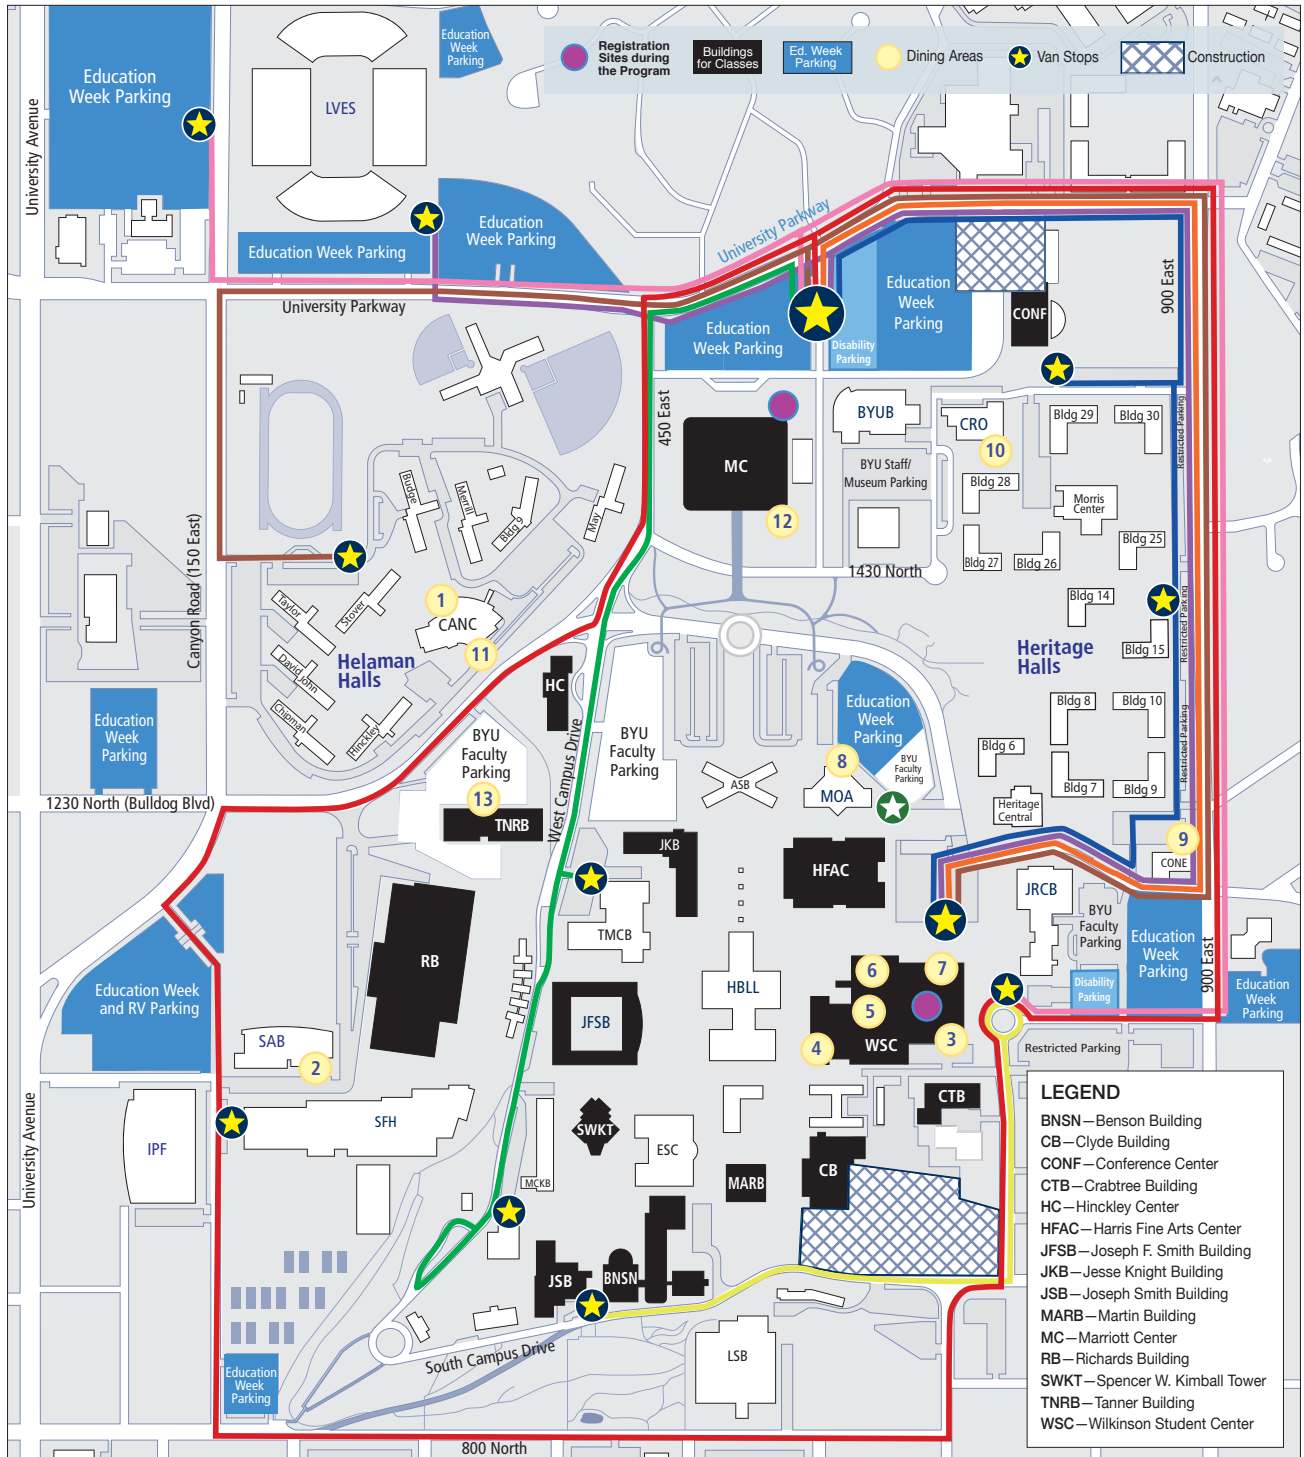 Education
Week Parking
University Avenue
LVES
Education
Week
Parking
Registration
Sites during
the Program
Buildings
for Classes
Ed. Week
Parking
Dining Areas
Van Stops
Construction
Education Week Parking
Education
Week Parking
University Parkway
University Parkway
Education
Week Parking
Disability
Parking
Education
Week
Parking
CONF
900 East
450 East
MC
12
BYUB
CRO
10
BYU Staff/
Museum Parking
1430 North
Bldg 29
Bldg 30
Bldg 28
Morris
Center
Bldg 27
Bldg 26
Bldg 25
Bldg 14
Bldg 15
Heritage
Halls
Restricted Parking
Restricted Parking
Restricted Parking
Bldg 8
Bldg 10
Bldg 6
Bldg 7
Bldg 9
Heritage
Central
9
CONE
Canyon Road (150 East)
Budge
Merrill
Bldg 9
May
Taylor
Stover
1
CANC
11
David John
Helaman
Halls
Chipman
Hinckley
Education
Week
Parking
1230 North (Bulldog Blvd)
HC
BYU
Faculty
Parking
13
TNRB
West Campus Drive
BYU
Faculty
Parking
ASB
Education
Week
Parking
8
MOA
BYU
Faculty
Parking
JKB
HFAC
TMCB
RB
JFSB
HBLL
JRCB
BYU
Faculty
Parking
Education
Week
Parking
Disability
Parking
900 East
Education
Week
Parking
6
7
5
4
3
WSC
Restricted Parking
Education Week
and RV Parking
SAB
2
University Avenue
IPF
SFH
SWKT
MCKB
ESC
MARB
CB
CTB
JSB
BNSN
LSB
South Campus Drive
Education
Week
Parking
800 North
LEGEND
BNSN—Benson Building
CB—Clyde Building
CONF—Conference Center
CTB—Crabtree Building
HC—Hinckley Center
HFAC—Harris Fine Arts Center
JFSB—Joseph F. Smith Building
JKB—Jesse Knight Building
JSB—Joseph Smith Building
MARB—Martin Building
MC—Marriott Center
RB—Richards Building
SWKT—Spencer W. Kimball Tower
TNRB—Tanner Building
WSC—Wilkinson Student Center